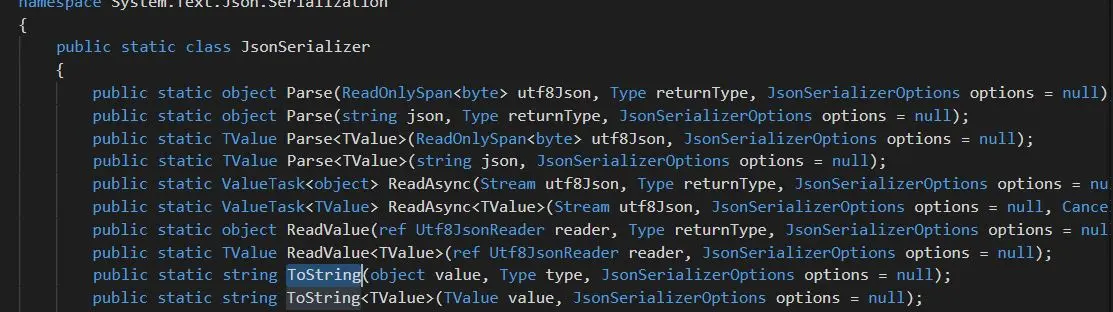 namespace System.Text.Json.Serialization
{
public static class JsonSerializer
{
public static object Parse(ReadOnlySpan<byte> utf8Json, Type returnType, JsonSerializerOptions options = null)
public static object Parse(string json, Type returnType, JsonSerializerOptions options = null);
public static TValue Parse<TValue>(ReadOnlySpan<byte> utf8Json, JsonSerializerOptions options = null);
public static TValue Parse<TValue>(string json, JsonSerializerOptions options = null);
public static ValueTask<object> ReadAsync(Stream utf8Json, Type returnType, JsonSerializerOptions options = nu
public static ValueTask<TValue> ReadAsync<TValue>(Stream utf8Json, JsonSerializerOptions options = null, Cance
public static object ReadValue(ref Utf8JsonReader reader, Type returnType, JsonSerializerOptions options = nul
public static TValue ReadValue<TValue>(ref Utf8JsonReader reader, JsonSerializerOptions options = null);
public static string ToString(object value, Type type, JsonSerializerOptions options = null);
public static string ToString<TValue>(TValue value, JsonSerializerOptions options = null);